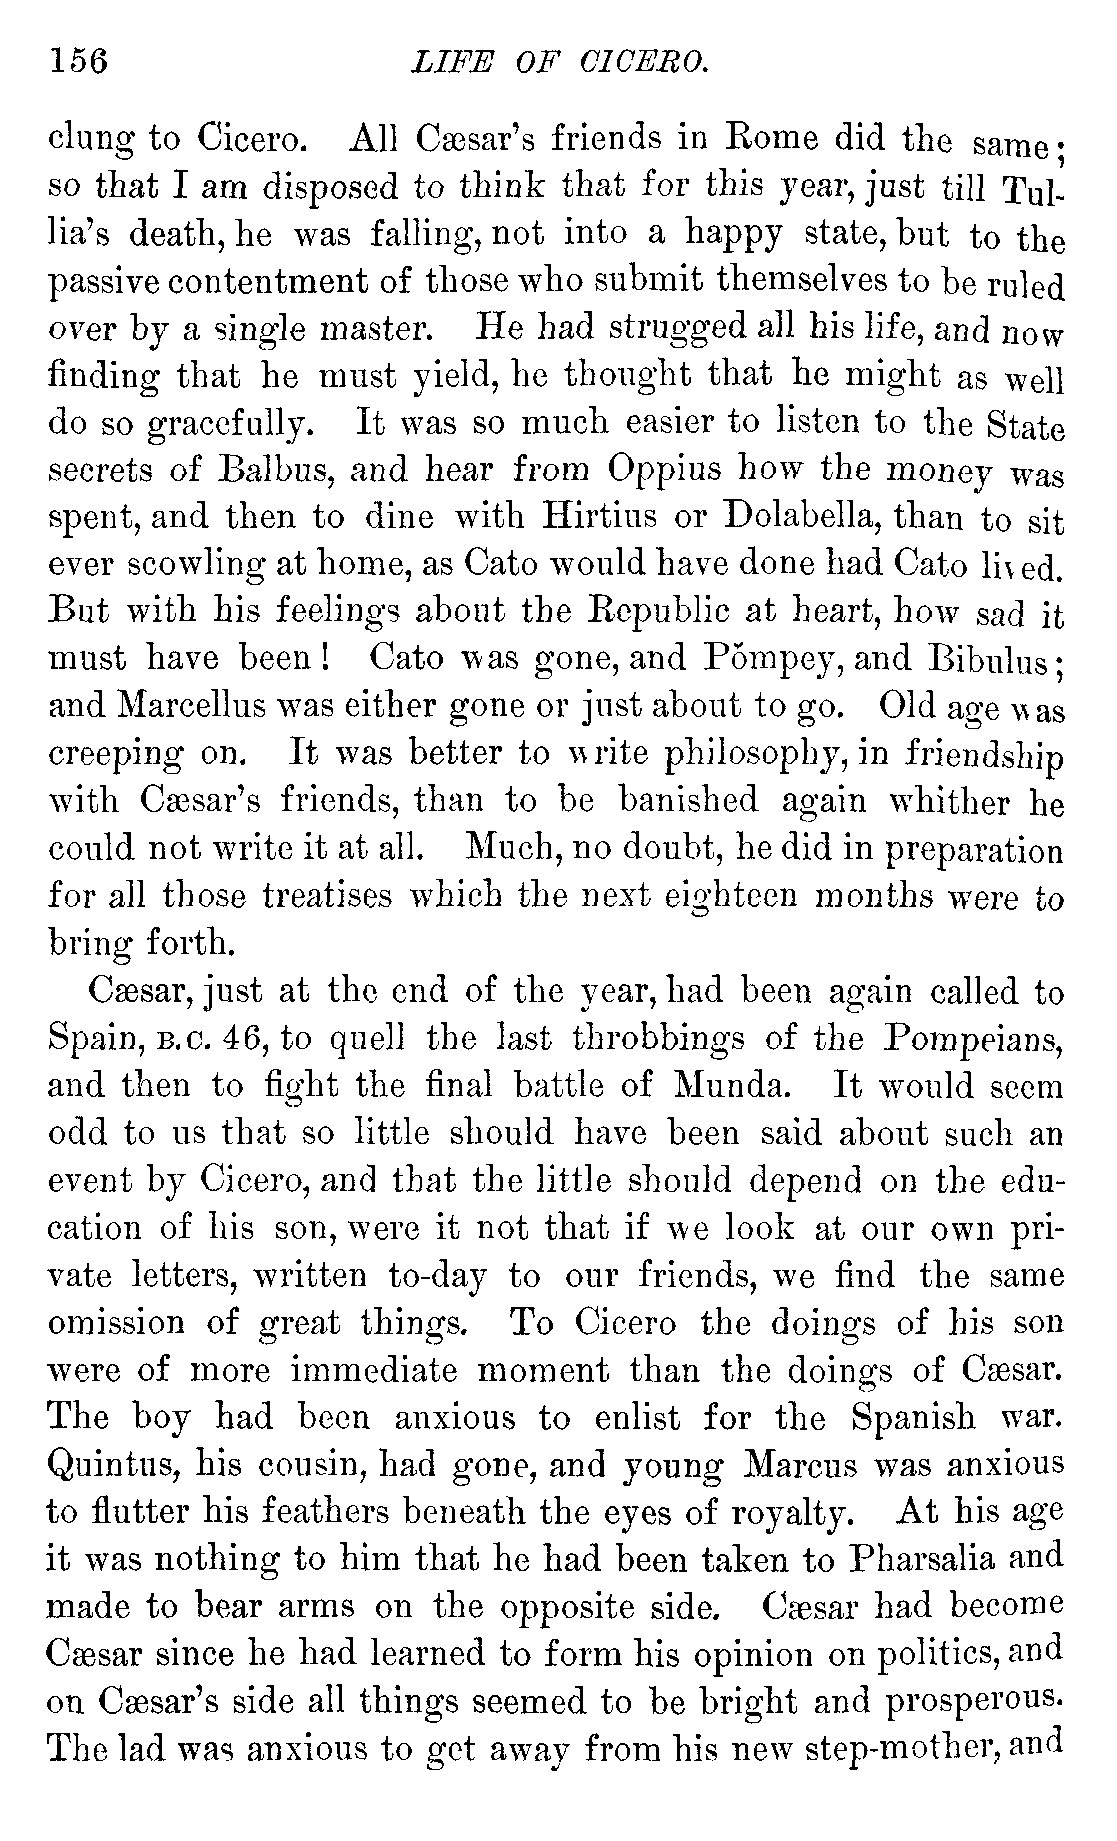 156 LIFE OF CICERO.
clung to Cicero. All Cæsar's friends in Rome did the same;
so that I am disposed to think that for this year, just till Tul-
lia's death, he was falling, not into a happy state, but to the
passive contentment of those who submit themselves to be ruled
over by a single master. He had strugged all his life, and now
finding that he must yield, he thought that he might as well
do so gracefully. It was so much easier to listen to the State
secrets of Balbus, and hear from Oppius how the money was
spent, and then to dine with Hirtius or Dolabella, than to sit
ever scowling at home, as Cato would have done had Cato lived.
But with his feelings about the Republic at heart, how sad it
must have been! Cato was gone, and Pompey, and Bibulus;
and Marcellus was either gone or just about to go. Old age was
creeping on. It was better to write philosophy, in friendship
with Cæsar's friends, than to be banished again whither he
could not write it at all. Much, no doubt, he did in preparation
for all those treatises which the next eighteen months were to
bring forth.
Cæsar, just at the end of the year, had been again called to
Spain, B.C. 46, to quell the last throbbings of the Pompeians,
and then to fight the final battle of Munda. It would seem
odd to us that so little should have been said about such an
event by Cicero, and that the little should depend on the edu-
cation of his son, were it not that if we look at our own pri-
vate letters, written to-day to our friends, we find the same
omission of great things. To Cicero the doings of his son
were of more immediate moment than the doings of Cæsar.
The boy had been anxious to enlist for the Spanish war.
Quintus, his cousin, had gone, and young Marcus was anxious
to flutter his feathers beneath the eyes of royalty. At his age
it was nothing to him that he had been taken to Pharsalia and
made to bear arms on the opposite side. Cæsar had become
Cæsar since he had learned to form his opinion on politics, and
on Cæsar's side all things seemed to be bright and prosperous.
The lad was anxious to get away from his new step-mother, and